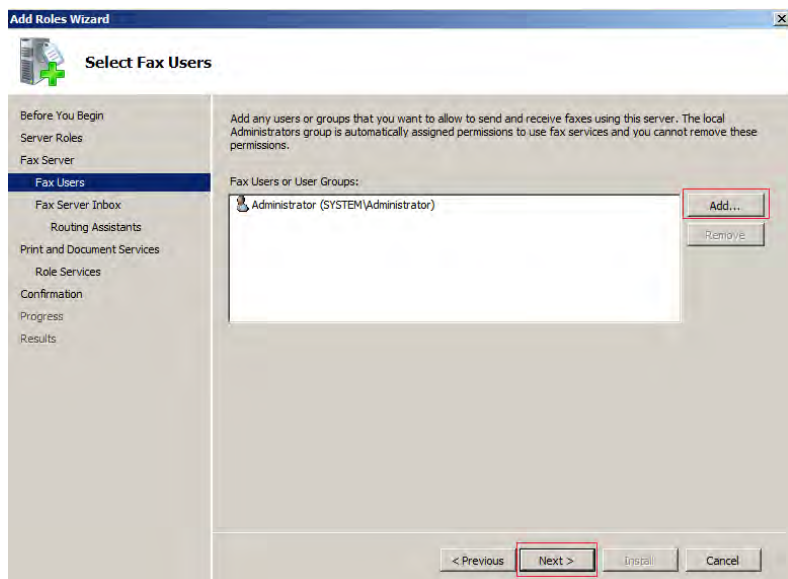 Add Roles Wizard
Select Fax Users
Before You Begin
Server Roles
Fax Server
Fax Users
Fax Server Inbox
Routing Assistants
Print and Document Services
Role Services
Confirmation
Progress
Results
Add any users or groups that you want to allow to send and receive faxes using this server. The local
Administrators group is automatically assigned permissions to use fax services and you cannot remove these
permissions.
Fax Users or User Groups:
Administrator (SYSTEM\Administrator)
Add...
Remove
< Previous
Next >
Install
Cancel